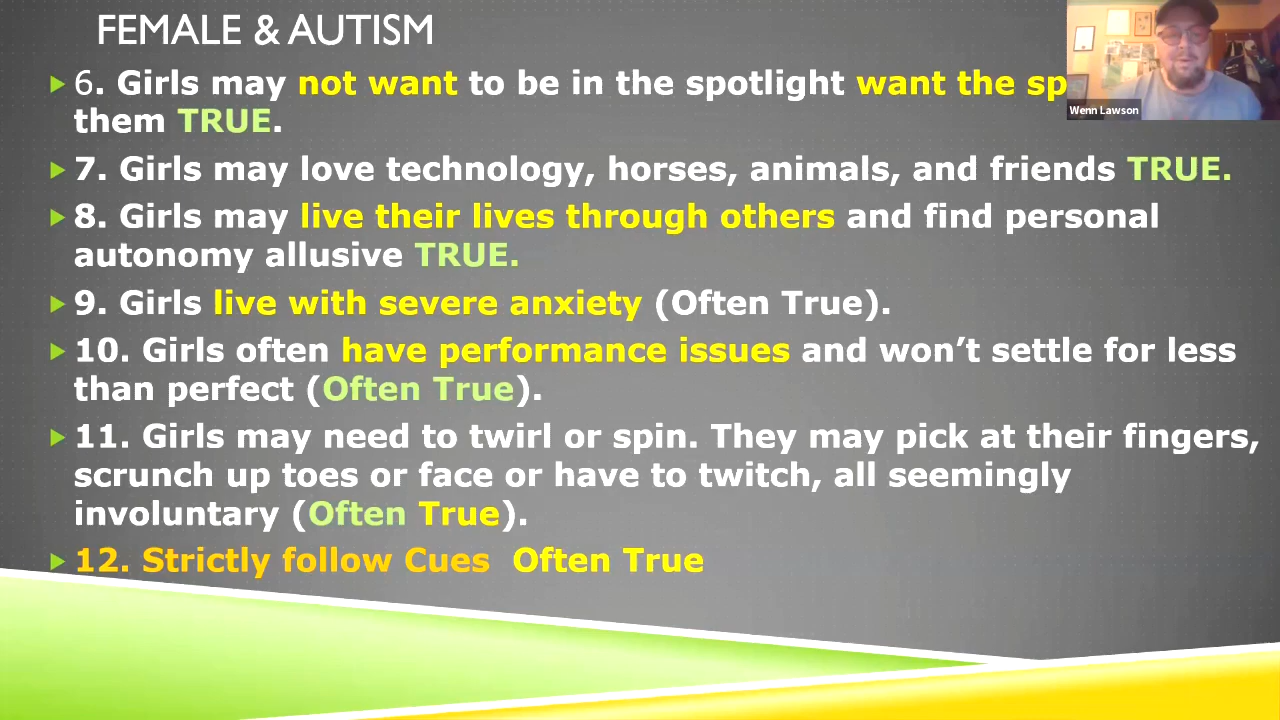 FEMALE & AUTISM
6. Girls may not want to be in the spotlight want the
them TRUE.
Wenn Lawson
7. Girls may love technology, horses, animals, and friends TRUE.
8. Girls may live their lives through others and find personal
autonomy allusive TRUE.
9. Girls live with severe anxiety (Often True).
10. Girls often have performance issues and won’t settle for less
than perfect (Often True).
11. Girls may need to twirl or spin. They may pick at their fingers,
scrunch up toes or face or have to twitch, all seemingly
involuntary (Often True).
12. Strictly follow Cues Often True